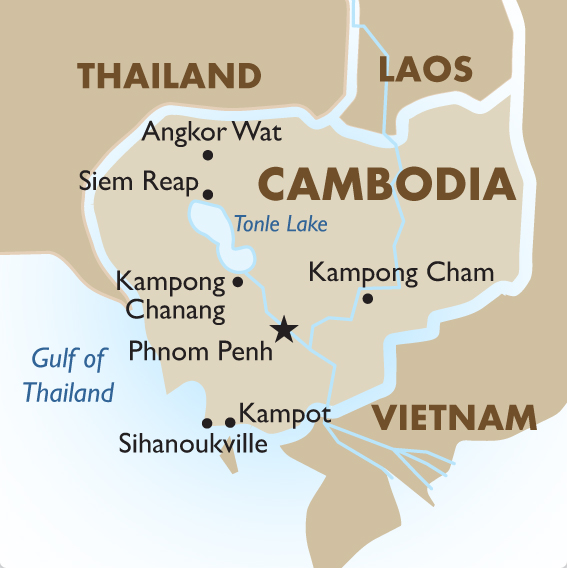 THAILAND
LAOS
Angkor Wat
Siem Reap
CAMBODIA
Tonle Lake
Kampong Cham
Kampong
Chanang
Phnom Penh
Gulf of
Thailand
Kampot
VIETNAM
Sihanoukville